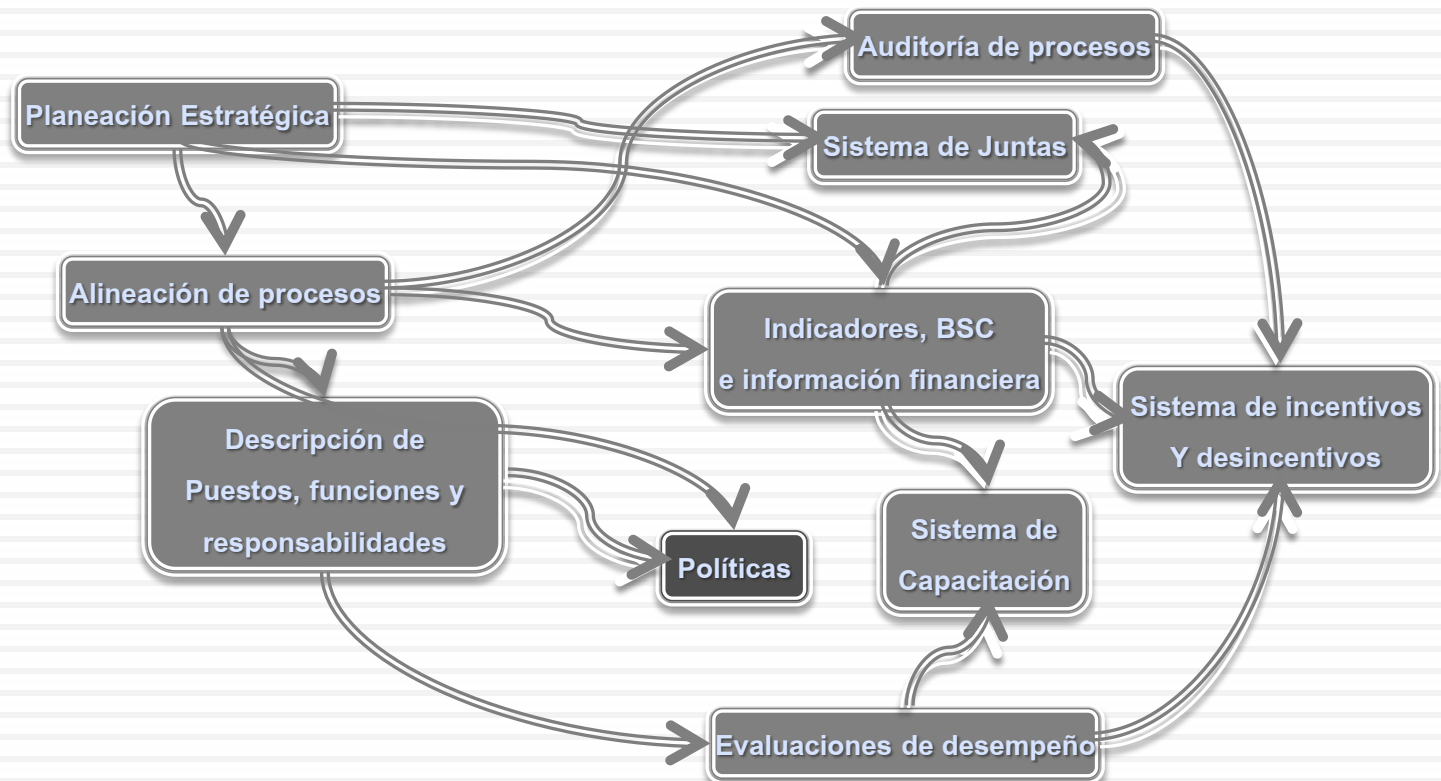 Auditoría de procesos
Planeación Estratégica
Sistema de Juntas
Alineación de procesos
Indicadores, BSC
e información financiera
Sistema de incentivos
Y desincentivos
Descripción de
Puestos, funciones y
responsabilidades
Políticas
Sistema de
Capacitación
Evaluaciones de desempeño